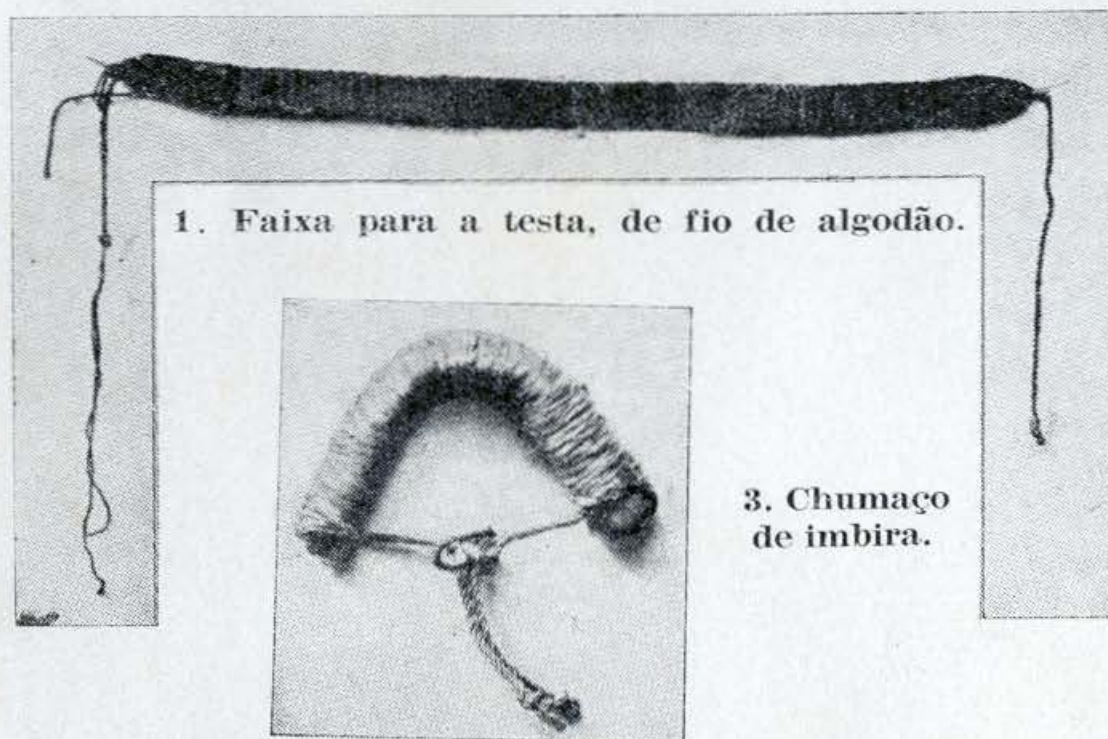 1. Faixa para a testa, de fio de algodão.
3. Chumaço
de imbira.